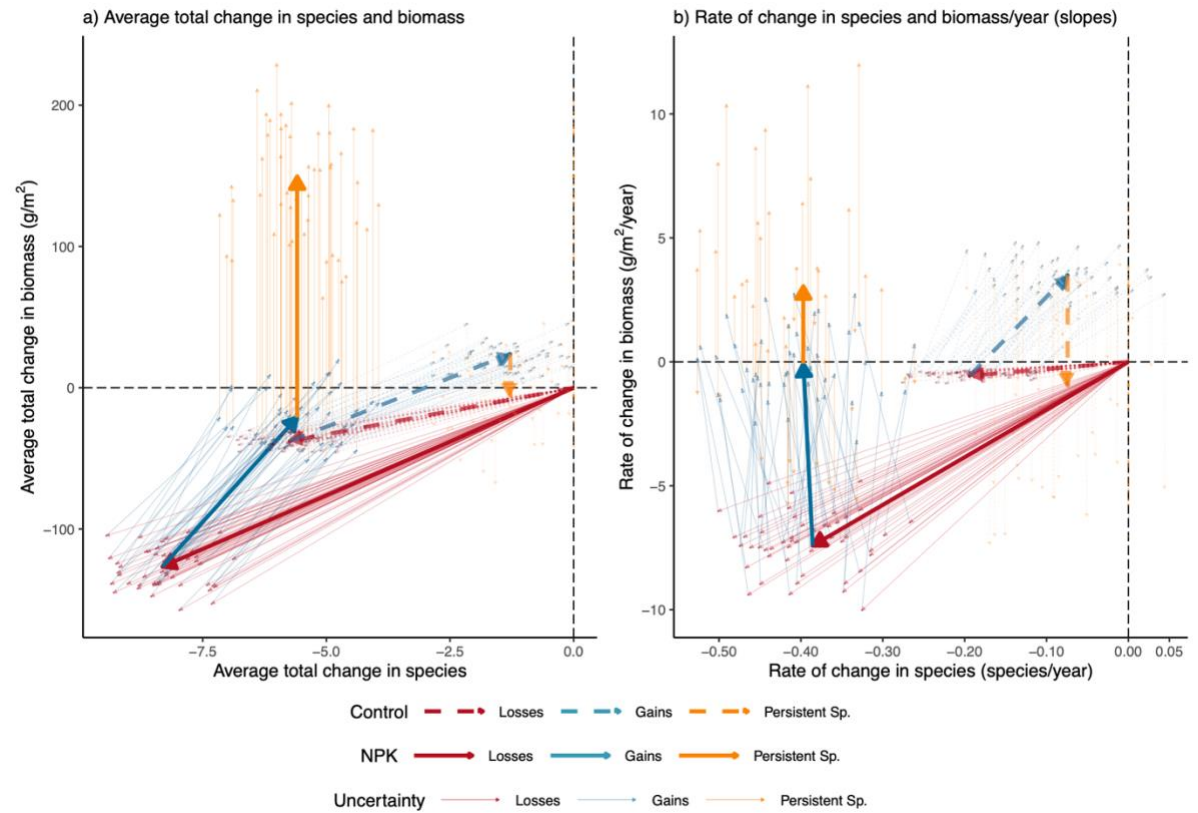 a) Average total change in species and biomass
200
100
0
−100
Average total change in biomass (g/m²)
−7.5 −5.0 −2.5 0.0
Average total change in species
b) Rate of change in species and biomass/year (slopes)
10
5
0
−5
−10
Rate of change in biomass (g/m²/year)
−0.50 −0.40 −0.30 −0.20 −0.10 0.00 0.05
Rate of change in species (species/year)
Control Losses Gains Persistent Sp.
NPK Losses Gains Persistent Sp.
Uncertainty Losses Gains Persistent Sp.